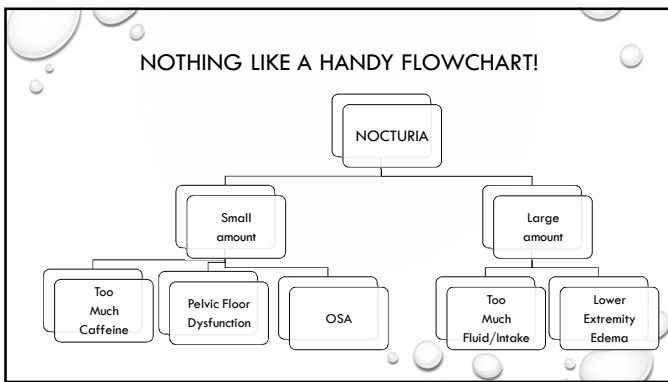 NOTHING LIKE A HANDY FLOWCHART!
NOCTURIA
Small
amount
Large
amount
Too
Much
Caffeine
Pelvic Floor
Dysfunction
OSA
Too
Much
Fluid/Intake
Lower
Extremity
Edema